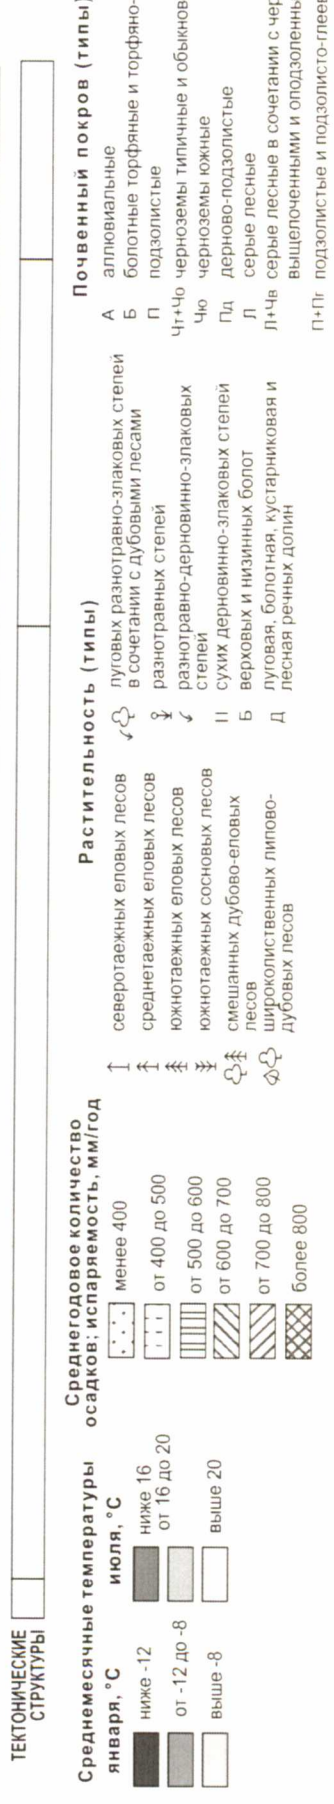 ТЕКТОНИЧЕСКИЕ
СТРУКТУРЫ
Среднемесячные температуры
января, °С
июля, °С
ниже -12
от -12 до -8
выше -8
ниже 16
от 16 до 20
выше 20
Среднегодовое количество
осадков; испаряемость, мм/год
менее 400
от 400 до 500
от 500 до 600
от 600 до 700
от 700 до 800
более 800
Растительность (типы)
северотаежных еловых лесов
среднетаежных еловых лесов
южнотаежных еловых лесов
южнотаежных сосновых лесов
смешанных дубово-еловых
лесов
широколиственных липово-
дубовых лесов
луговых разнотравно-злаковых степей
в сочетании с дубовыми лесами
разнотравных степей
разнотравно-дерновинно-злаковых
степей
сухих дерновинно-злаковых степей
Б верховых и низинных болот
Д луговая, болотная, кустарниковая и
лесная речных долин
Почвенный покров (типы)
А аллювиальные
Б болотные торфяные и торфяно-
П подзолистые
Чт+Чо черноземы типичные и обыкнов
Чю черноземы южные
Пд дерново-подзолистые
Л серые лесные
Л+Чв серые лесные в сочетании с чер
выщелоченными и оподзоленны
П+Пг подзолистые и подзолисто-глеев